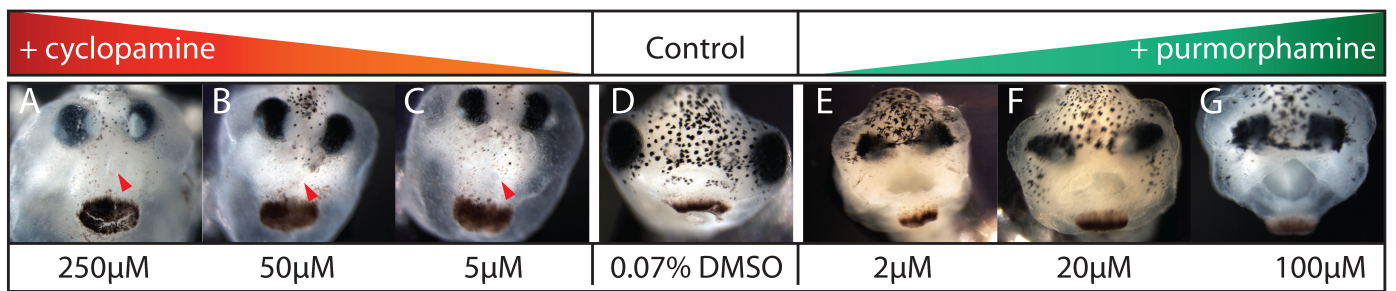 + cyclopamine Control + purmorphamine
A B C D E F G
250µM 50µM 5µM 0.07% DMSO 2µM 20µM 100µM